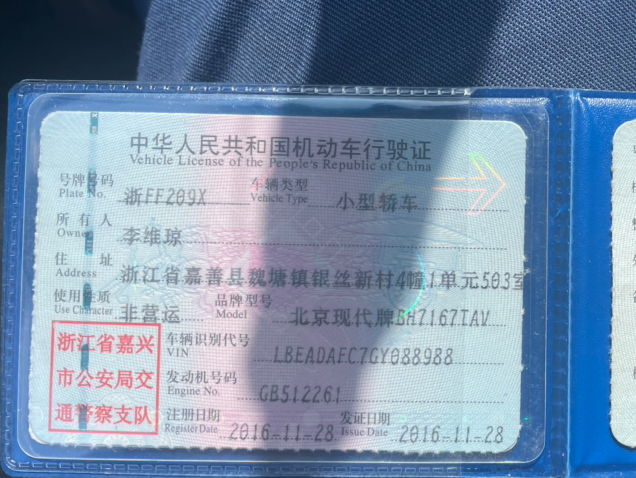 中华人民共和国机动车行驶证
Vehicle License of the People's Republic of China
号牌号码 浙FF209X 车辆类型 小型轿车
Plate No. Vehicle Type
所有人 李维琼
Owner
住址 浙江省嘉善县魏塘镇银丝新村4幢1单元503室
Address
使用性质 非营运 品牌型号 北京现代牌BH7167TAV
Use Character Model
浙江省嘉兴
市公安局交
通警察支队
车辆识别代号 LBEADAFC7GY088988
VIN
发动机号码 GB512261
Engine No.
注册日期 2016-11-28 发证日期 2016-11-28
Register Date Issue Date